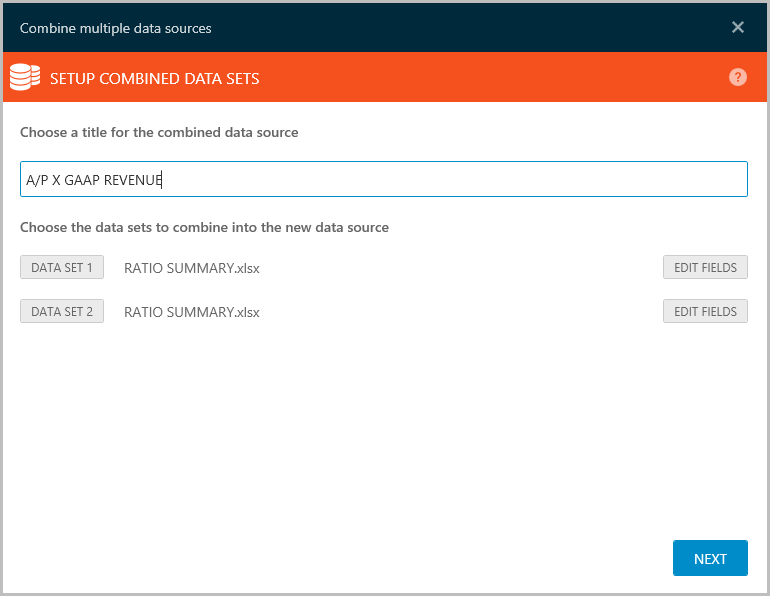 Combine multiple data sources
SETUP COMBINED DATA SETS
?
Choose a title for the combined data source
A/P X GAAP REVENUE
Choose the data sets to combine into the new data source
DATA SET 1 RATIO SUMMARY.xlsx EDIT FIELDS
DATA SET 2 RATIO SUMMARY.xlsx EDIT FIELDS
NEXT